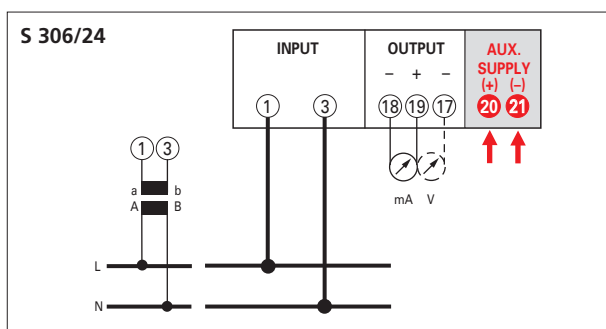 S 306/24
INPUT
OUTPUT
AUX.
SUPPLY
– + –
(+) (–)
1 3
18 19 17
20 21
1 3
a b
A B
mA V
L
N